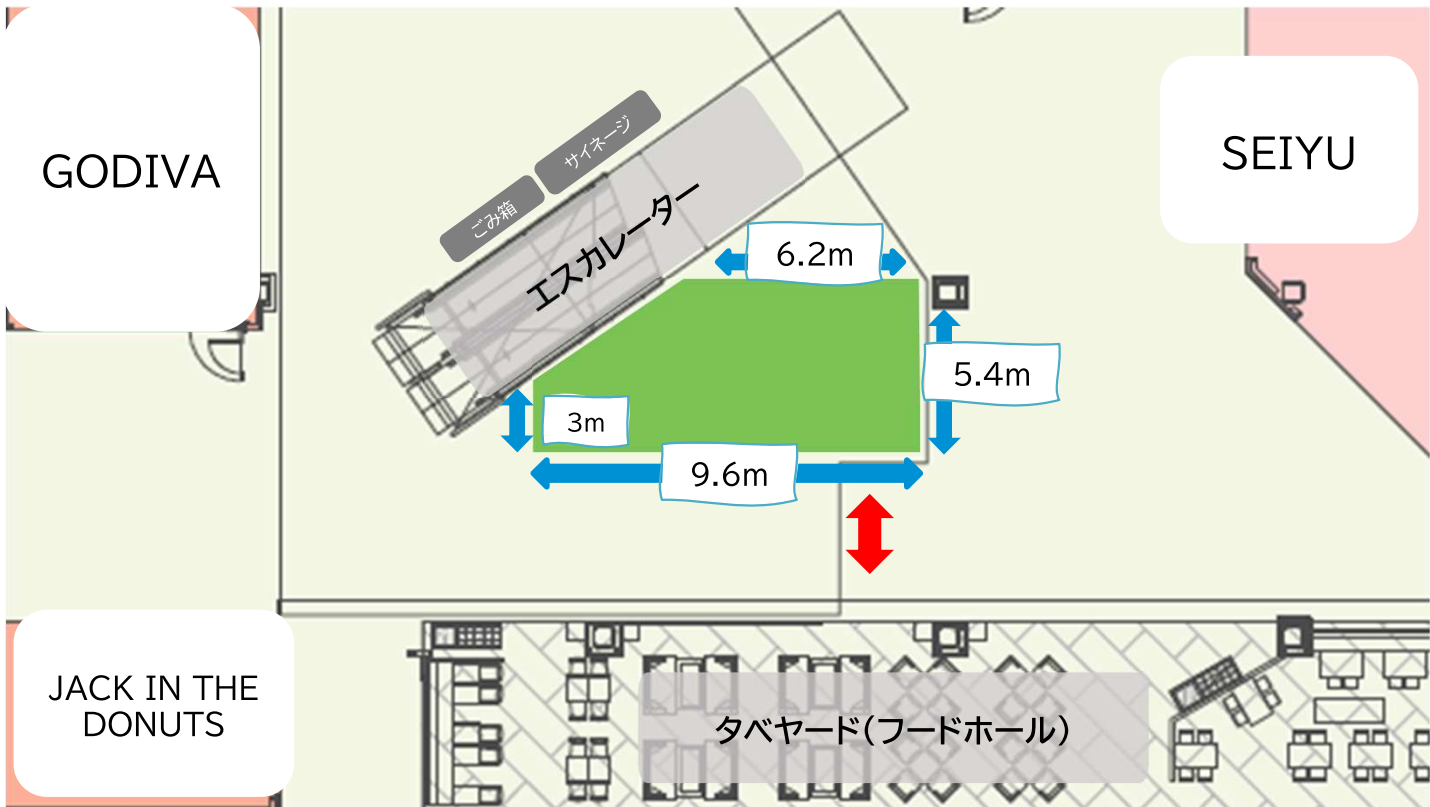 GODIVA
サイネージ
ごみ箱
エスカレーター
SEIYU
6.2m
5.4m
3m
9.6m
JACK IN THE
DONUTS
タベヤード(フードホール)